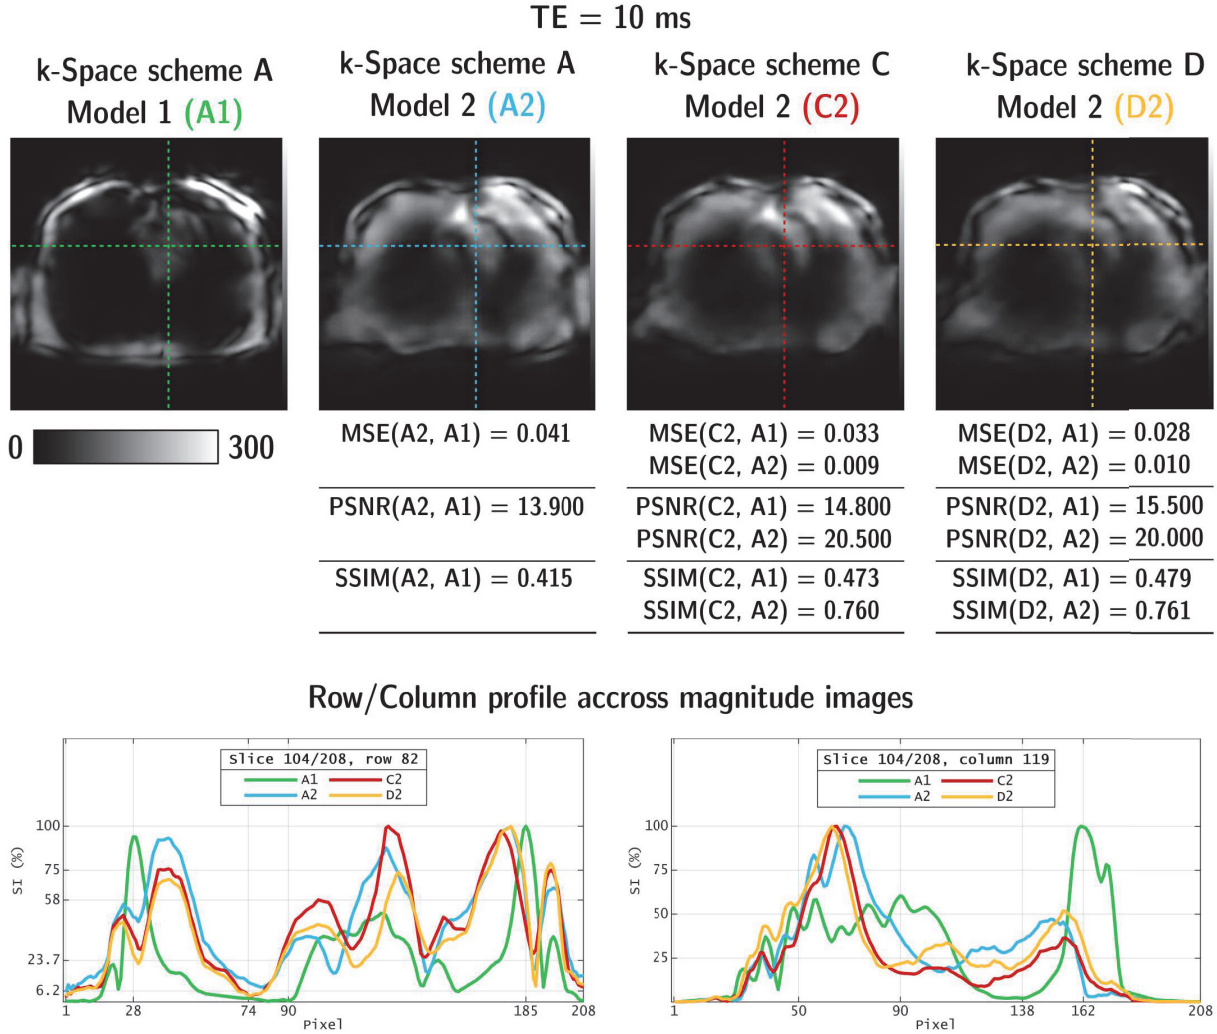 TE = 10 ms
k-Space scheme A
Model 1 (A1)
k-Space scheme A
Model 2 (A2)
k-Space scheme C
Model 2 (C2)
k-Space scheme D
Model 2 (D2)
0 300
MSE(A2, A1) = 0.041
PSNR(A2, A1) = 13.900
SSIM(A2, A1) = 0.415
MSE(C2, A1) = 0.033
MSE(C2, A2) = 0.009
PSNR(C2, A1) = 14.800
PSNR(C2, A2) = 20.500
SSIM(C2, A1) = 0.473
SSIM(C2, A2) = 0.760
MSE(D2, A1) = 0.028
MSE(D2, A2) = 0.010
PSNR(D2, A1) = 15.500
PSNR(D2, A2) = 20.000
SSIM(D2, A1) = 0.479
SSIM(D2, A2) = 0.761
Row/Column profile accross magnitude images
Slice 104/208, row 82
A1 C2
A2 D2
SI (%)
100
75
58
23.7
6.2
1 28 74 90 185 208
Pixel
Slice 104/208, column 119
A1 C2
A2 D2
SI (%)
100
75
50
25
1 50 90 138 162 208
Pixel